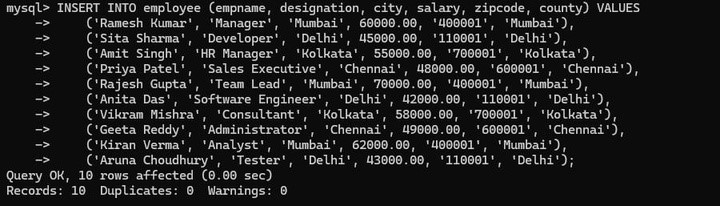 mysql> INSERT INTO employee (empname, designation, city, salary, zipcode, county) VALUES
    ->     ('Ramesh Kumar', 'Manager', 'Mumbai', 60000.00, '400001', 'Mumbai'),
    ->     ('Sita Sharma', 'Developer', 'Delhi', 45000.00, '110001', 'Delhi'),
    ->     ('Amit Singh', 'HR Manager', 'Kolkata', 55000.00, '700001', 'Kolkata'),
    ->     ('Priya Patel', 'Sales Executive', 'Chennai', 48000.00, '600001', 'Chennai'),
    ->     ('Rajesh Gupta', 'Team Lead', 'Mumbai', 70000.00, '400001', 'Mumbai'),
    ->     ('Anita Das', 'Software Engineer', 'Delhi', 42000.00, '110001', 'Delhi'),
    ->     ('Vikram Mishra', 'Consultant', 'Kolkata', 58000.00, '700001', 'Kolkata'),
    ->     ('Geeta Reddy', 'Administrator', 'Chennai', 49000.00, '600001', 'Chennai'),
    ->     ('Kiran Verma', 'Analyst', 'Mumbai', 62000.00, '400001', 'Mumbai'),
    ->     ('Aruna Choudhury', 'Tester', 'Delhi', 43000.00, '110001', 'Delhi');
Query OK, 10 rows affected (0.00 sec)
Records: 10  Duplicates: 0  Warnings: 0